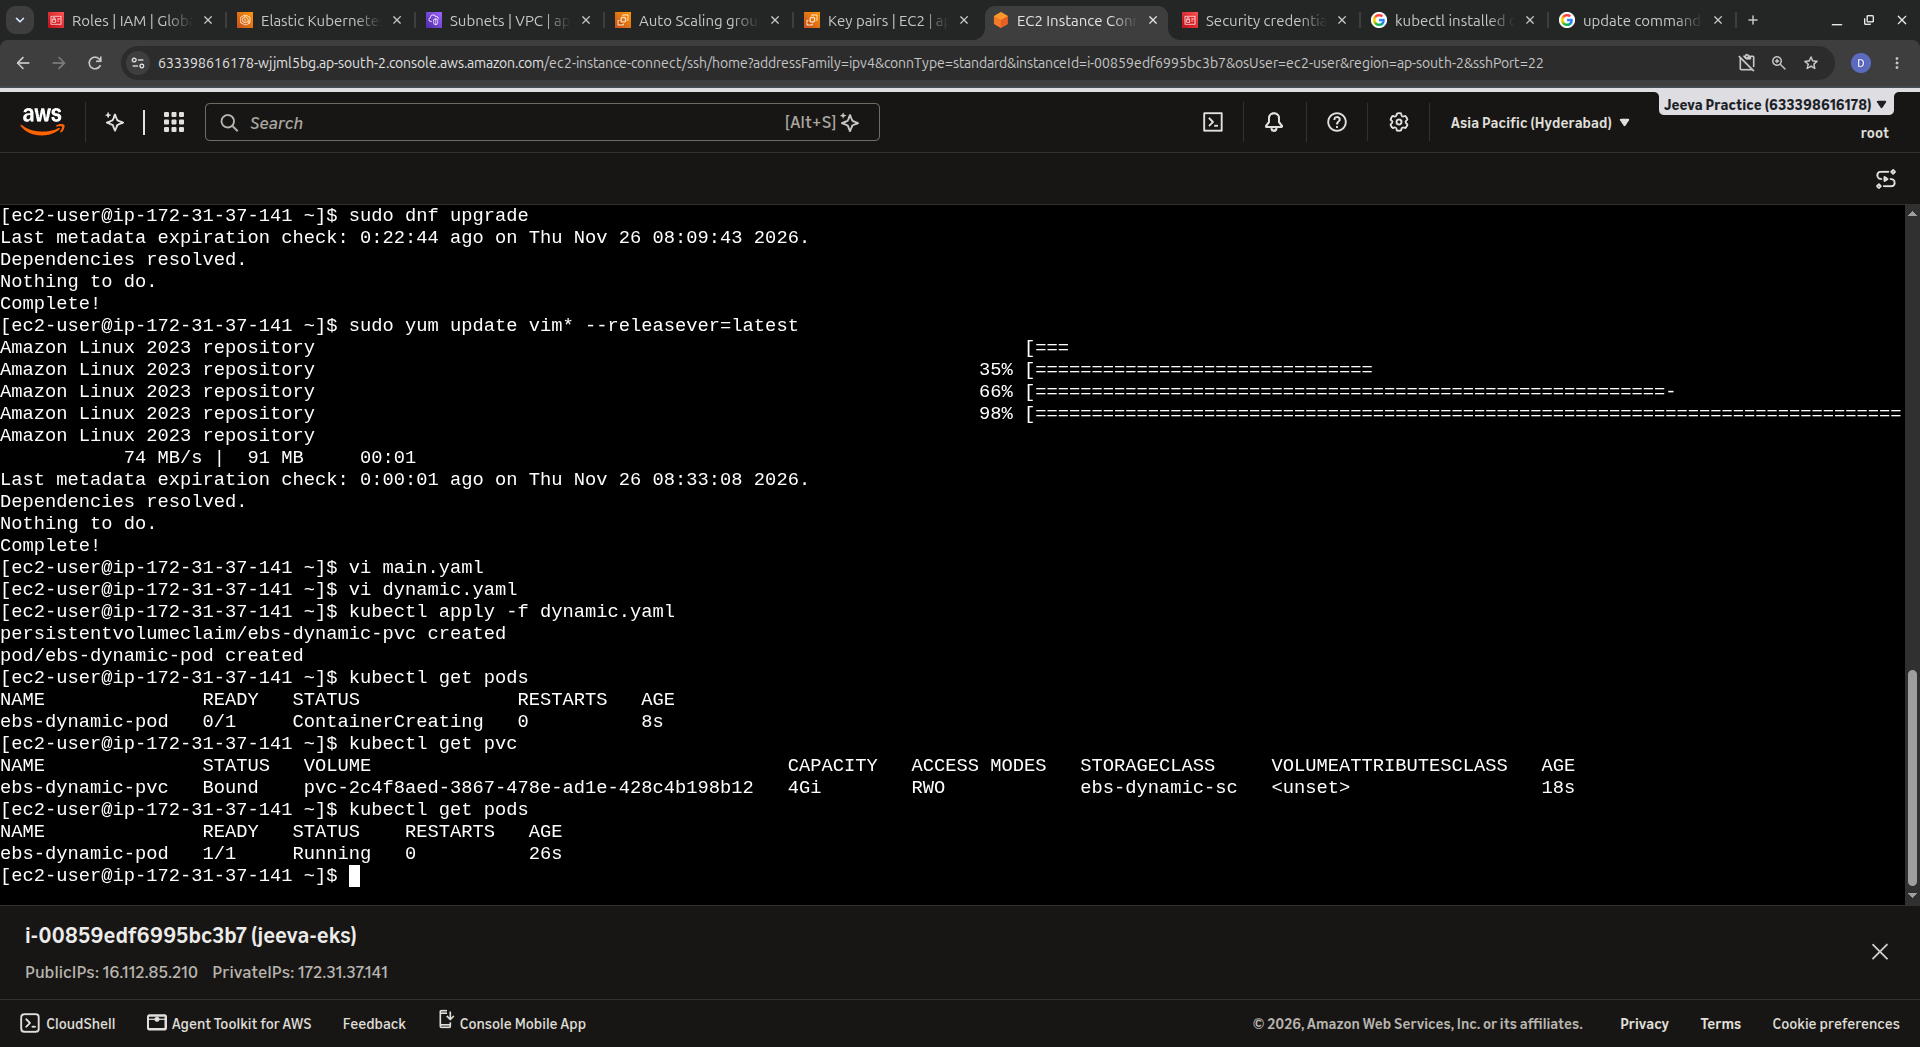 Roles | IAM | Glob
Elastic Kubernete
Subnets | VPC | ap
Auto Scaling grou
Key pairs | EC2 | a
EC2 Instance Con
Security credentia
kubectl installed
update command
633398616178-wjjml5bg.ap-south-2.console.aws.amazon.com/ec2-instance-connect/ssh/home?addressFamily=ipv4&connType=standard&instanceId=i-00859edf6995bc3b7&osUser=ec2-user&region=ap-south-2&sshPort=22
D
aws
Search
[Alt+S]
Asia Pacific (Hyderabad)
Jeeva Practice (633398616178)
root
[ec2-user@ip-172-31-37-141 ~]$ sudo dnf upgrade
Last metadata expiration check: 0:22:44 ago on Thu Nov 26 08:09:43 2026.
Dependencies resolved.
Nothing to do.
Complete!
[ec2-user@ip-172-31-37-141 ~]$ sudo yum update vim* --releasever=latest
Amazon Linux 2023 repository [===
Amazon Linux 2023 repository 35% [==============================
Amazon Linux 2023 repository 66% [========================================================-
Amazon Linux 2023 repository 98% [=============================================================================
Amazon Linux 2023 repository
74 MB/s | 91 MB 00:01
Last metadata expiration check: 0:00:01 ago on Thu Nov 26 08:33:08 2026.
Dependencies resolved.
Nothing to do.
Complete!
[ec2-user@ip-172-31-37-141 ~]$ vi main.yaml
[ec2-user@ip-172-31-37-141 ~]$ vi dynamic.yaml
[ec2-user@ip-172-31-37-141 ~]$ kubectl apply -f dynamic.yaml
persistentvolumeclaim/ebs-dynamic-pvc created
pod/ebs-dynamic-pod created
[ec2-user@ip-172-31-37-141 ~]$ kubectl get pods
NAME READY STATUS RESTARTS AGE
ebs-dynamic-pod 0/1 ContainerCreating 0 8s
[ec2-user@ip-172-31-37-141 ~]$ kubectl get pvc
NAME STATUS VOLUME CAPACITY ACCESS MODES STORAGECLASS VOLUMEATTRIBUTESCLASS AGE
ebs-dynamic-pvc Bound pvc-2c4f8aed-3867-478e-ad1e-428c4b198b12 4Gi RWO ebs-dynamic-sc <unset> 18s
[ec2-user@ip-172-31-37-141 ~]$ kubectl get pods
NAME READY STATUS RESTARTS AGE
ebs-dynamic-pod 1/1 Running 0 26s
[ec2-user@ip-172-31-37-141 ~]$
i-00859edf6995bc3b7 (jeeva-eks)
PublicIPs: 16.112.85.210 PrivateIPs: 172.31.37.141
CloudShell
Agent Toolkit for AWS
Feedback
Console Mobile App
© 2026, Amazon Web Services, Inc. or its affiliates.
Privacy
Terms
Cookie preferences